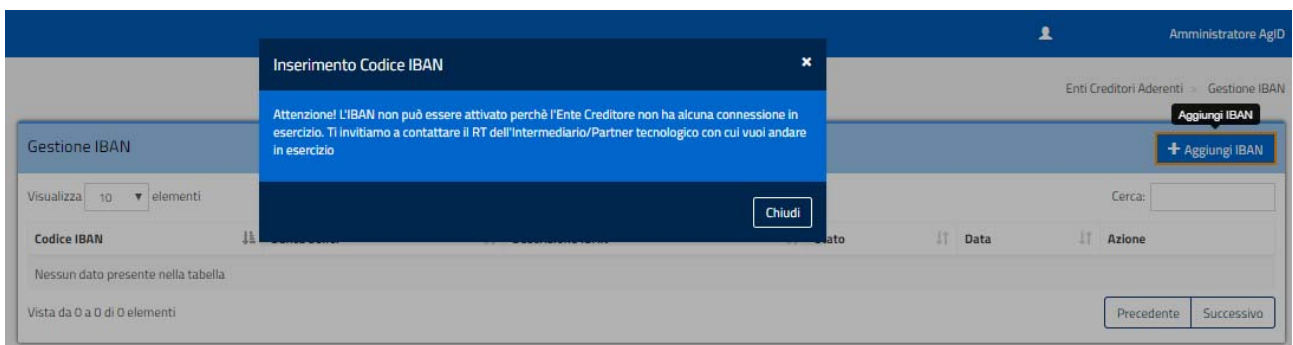 Amministratore AgID
Inserimento Codice IBAN
×
Enti Creditori Aderenti > Gestione IBAN
Attenzione! L'IBAN non può essere attivato perchè l'Ente Creditore non ha alcuna connessione in
esercizio. Ti invitiamo a contattare il RT dell'Intermediario/Partner tecnologico con cui vuoi andare
in esercizio
Aggiungi IBAN
Gestione IBAN
+ Aggiungi IBAN
Visualizza 10 elementi
Cerca:
Chiudi
Codice IBAN Data Azione
Nessun dato presente nella tabella
Vista da 0 a 0 di 0 elementi
Precedente Successivo